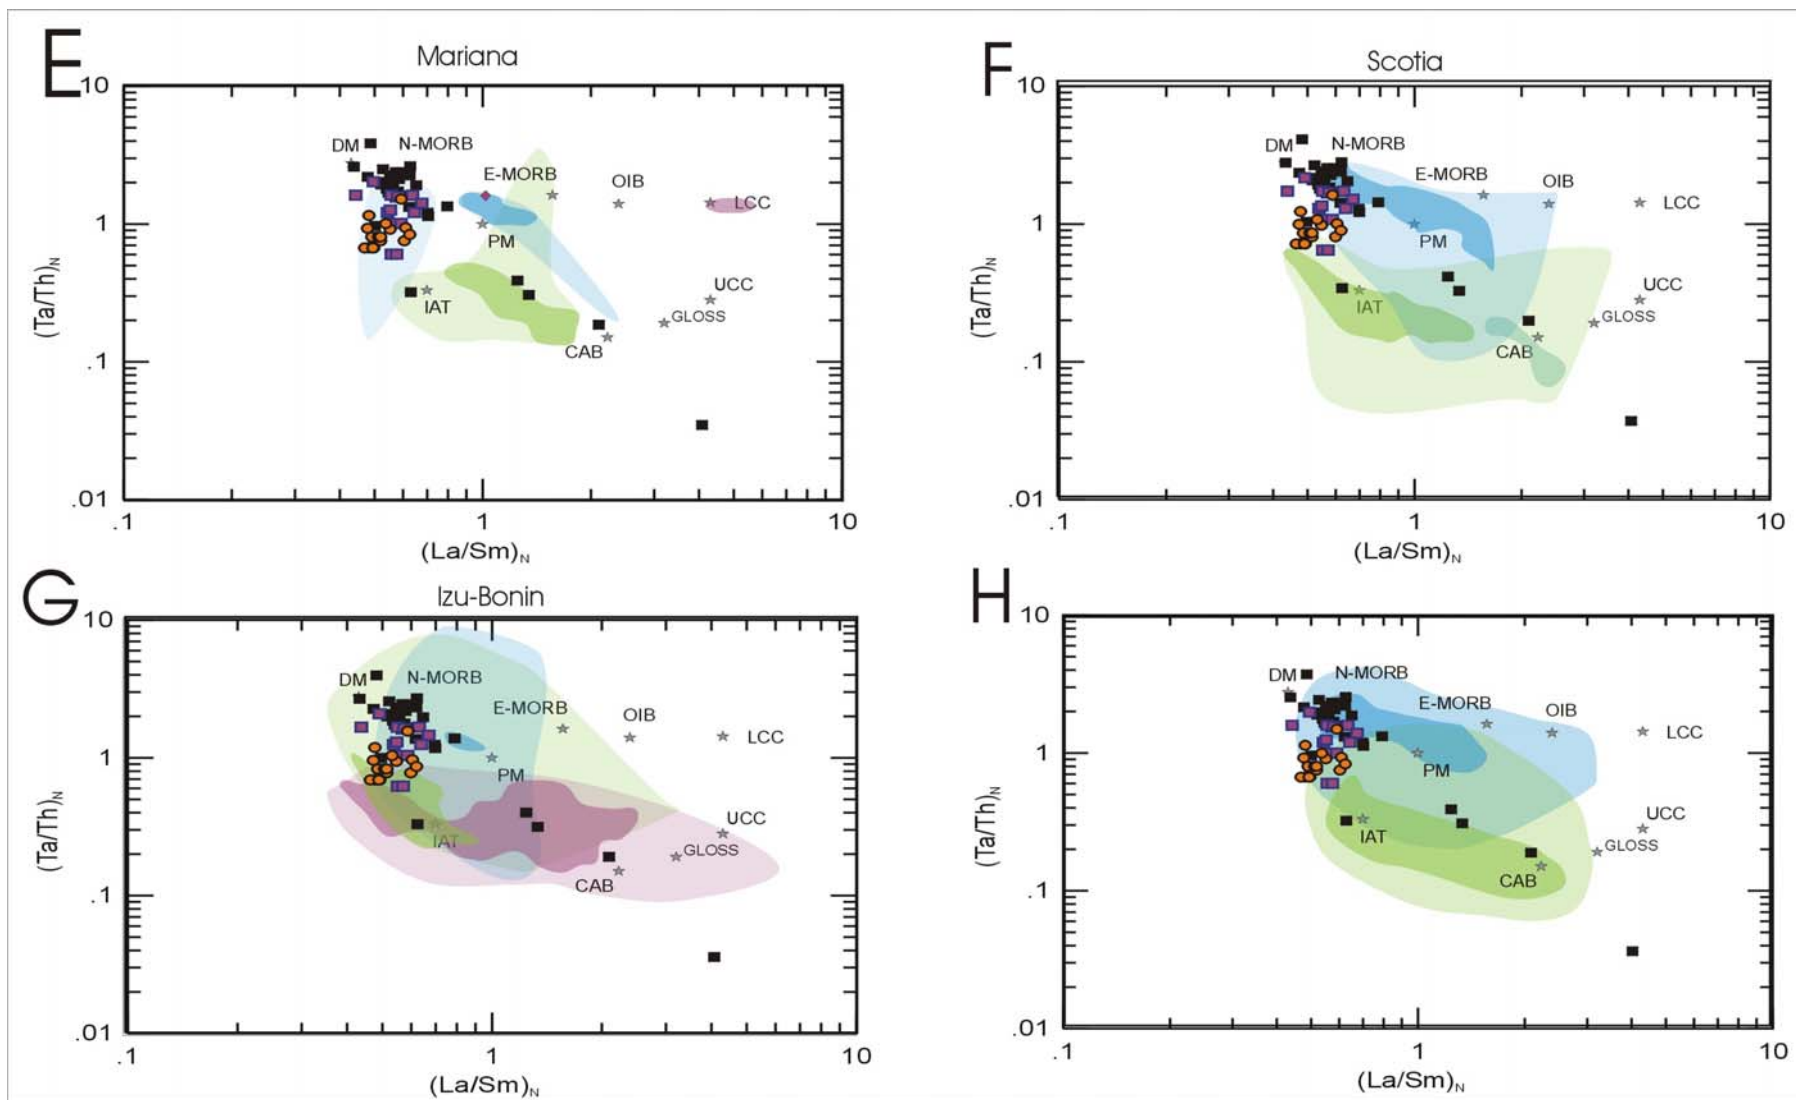 E
Mariana
10
DM
N-MORB
E-MORB
OIB
LCC
1
PM
(Ta/Th)N
IAT
UCC
GLOSS
CAB
.1
.01
.1
1
10
(La/Sm)N
F
Scotia
10
DM
N-MORB
E-MORB
OIB
LCC
1
PM
(Ta/Th)N
IAT
UCC
GLOSS
CAB
.1
.01
.1
1
10
(La/Sm)N
G
Izu-Bonin
10
DM
N-MORB
E-MORB
OIB
LCC
1
PM
(Ta/Th)N
IAT
UCC
GLOSS
CAB
.1
.01
.1
1
10
(La/Sm)N
H
10
DM
N-MORB
E-MORB
OIB
LCC
1
PM
(Ta/Th)N
IAT
UCC
GLOSS
CAB
.1
.01
.1
1
10
(La/Sm)N